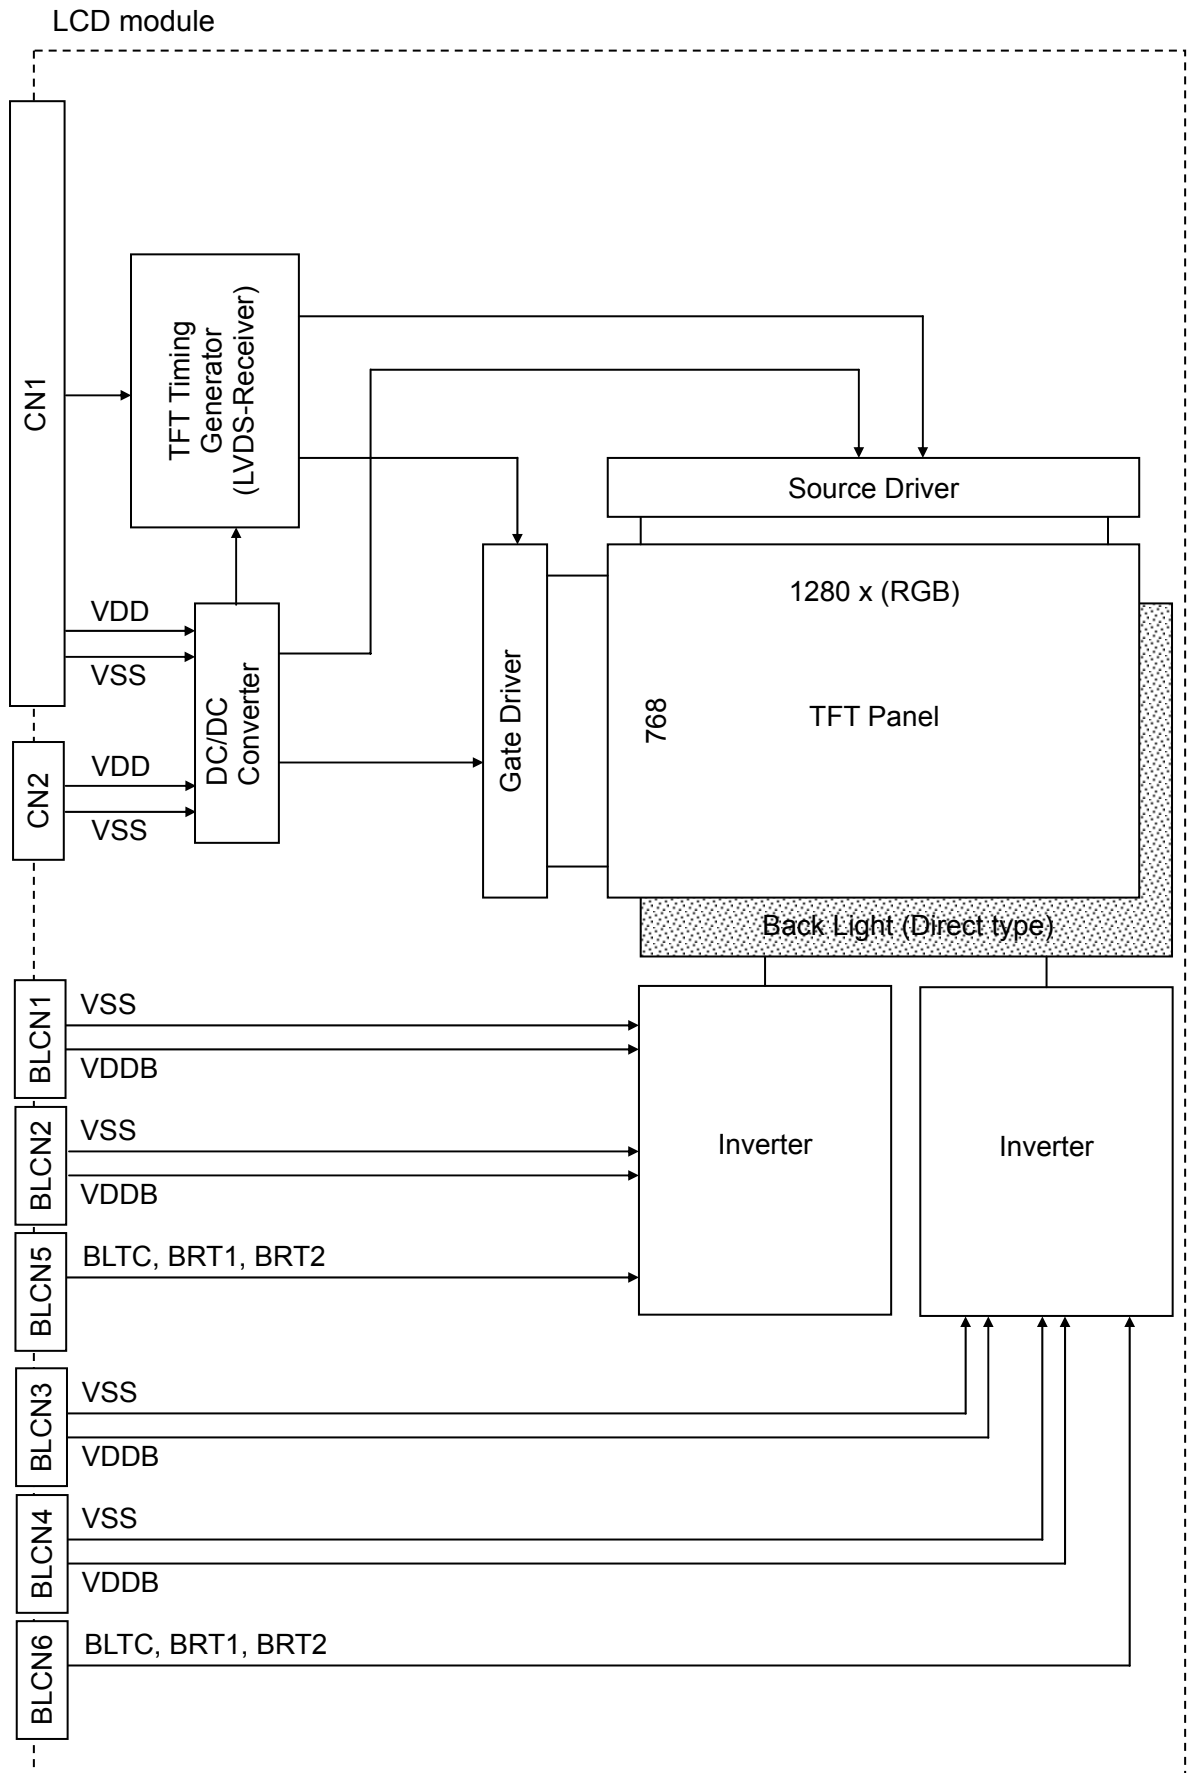 LCD module
CN1
TFT Timing
Generator
(LVDS-Receiver)
Source Driver
1280 x (RGB)
VDD
VSS
DC/DC
Converter
Gate Driver
768
TFT Panel
CN2
VDD
VSS
Back Light (Direct type)
BLCN1
VSS
VDDB
BLCN2
VSS
VDDB
Inverter
Inverter
BLCN5
BLTC, BRT1, BRT2
BLCN3
VSS
VDDB
BLCN4
VSS
VDDB
BLCN6
BLTC, BRT1, BRT2